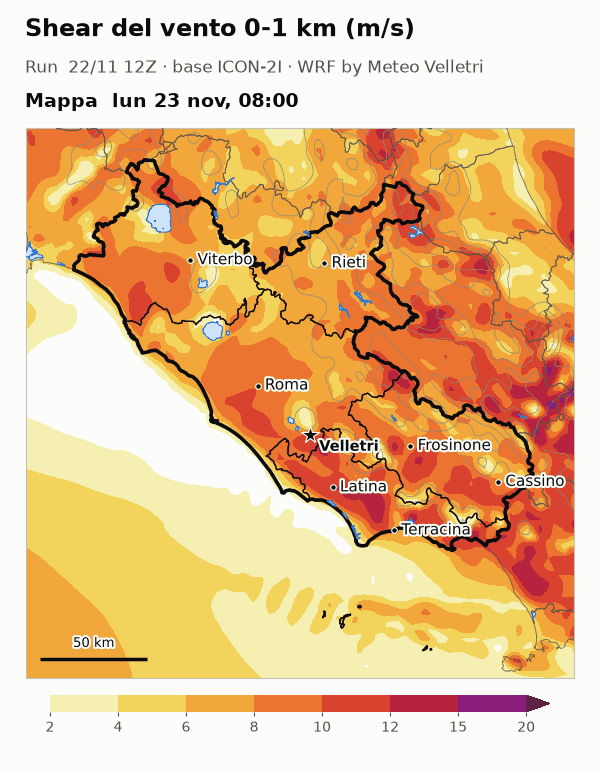 Shear del vento 0-1 km (m/s)
Run 22/11 12Z · base ICON-2I · WRF by Meteo Velletri
Mappa lun 23 nov, 08:00
Viterbo
Rieti
Roma
Velletri
Frosinone
Latina
Cassino
Terracina
50 km
2 4 6 8 10 12 15 20